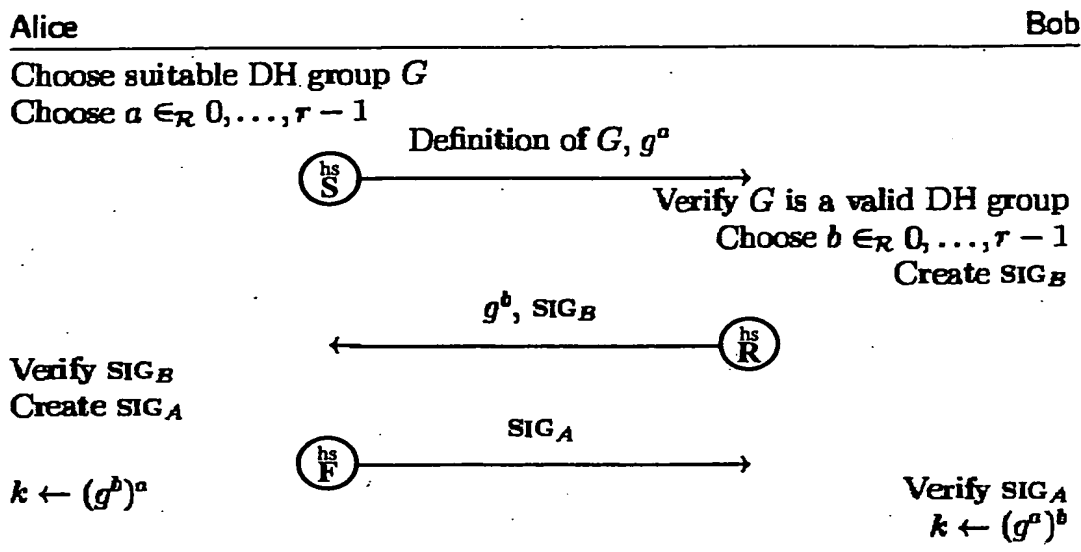 Alice Bob
Choose suitable DH group G
Choose a ∈_R 0, …, r − 1
Definition of G, g^a
hs
S
Verify G is a valid DH group
Choose b ∈_R 0, …, r − 1
Create SIG_B
g^b, SIG_B
hs
R
Verify SIG_B
Create SIG_A
SIG_A
hs
F
k ← (g^b)^a
Verify SIG_A
k ← (g^a)^b